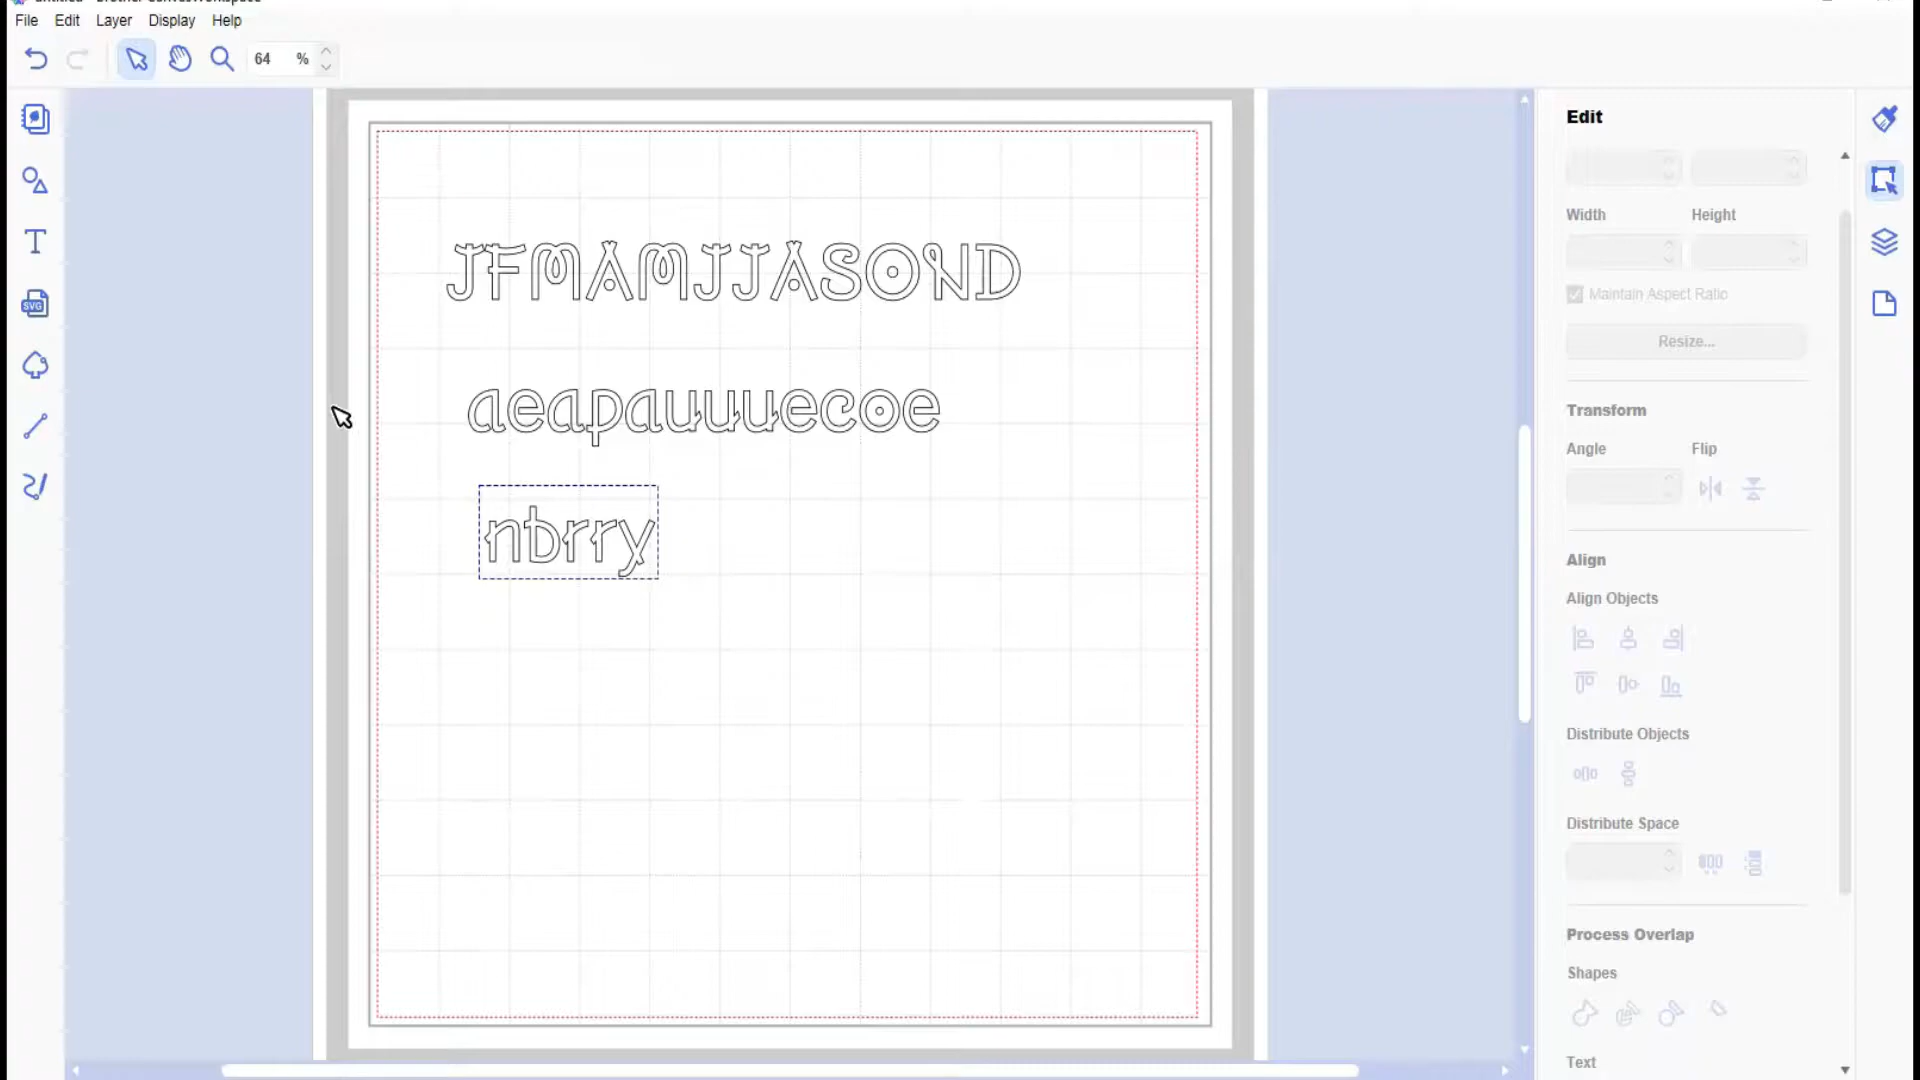 File Edit Layer Display Help
64 %
JFMAMJJASOND
aeapauuuecoe
nbrry
SVG
Edit
Width Height
Maintain Aspect Ratio
Resize...
Transform
Angle Flip
Align
Align Objects
Distribute Objects
Distribute Space
Process Overlap
Shapes
Text